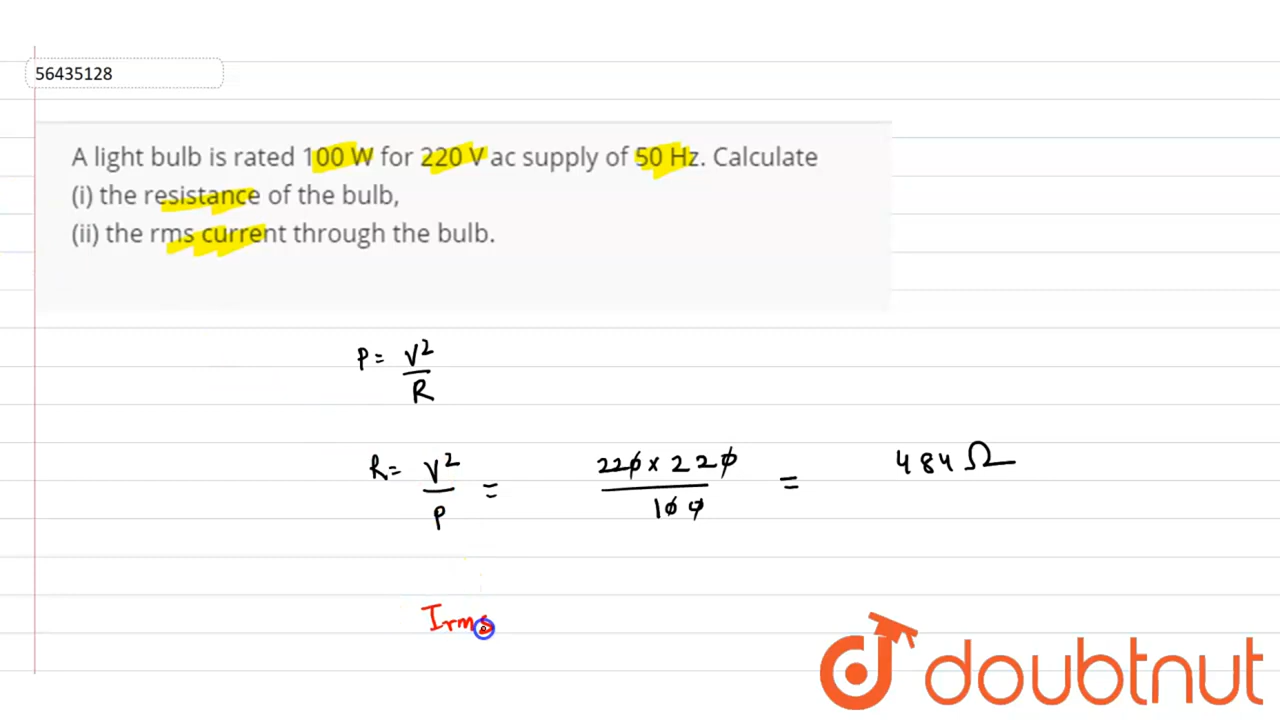 56435128
A light bulb is rated 100 W for 220 V ac supply of 50 Hz. Calculate
(i) the resistance of the bulb,
(ii) the rms current through the bulb.
P = V²/R
R = V²/P = 220 × 220/100 = 484 Ω
Irms
doubtnut